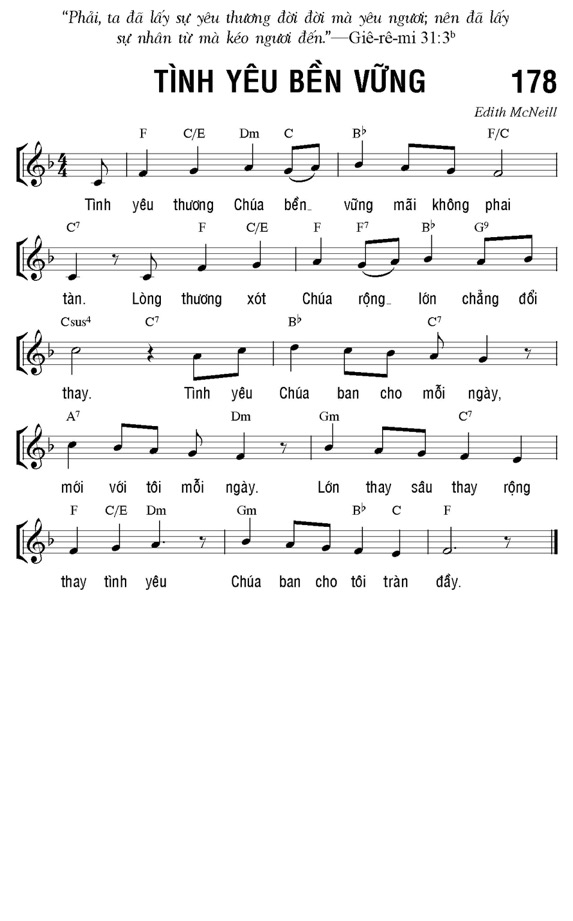 “Phải, ta đã lấy sự yêu thương đời đời mà yêu ngươi; nên đã lấy
sự nhân từ mà kéo ngươi đến.”—Giê-rê-mi 31:3ᵇ
TÌNH YÊU BỀN VỮNG 178
Edith McNeill
F C/E Dm C B♭ F/C
4
4
Tình yêu thương Chúa bền vững mãi không phai
C7 F C/E F F7 B♭ G9
tàn. Lòng thương xót Chúa rộng lớn chẳng đổi
Csus4 C7 B♭ C7
thay. Tình yêu Chúa ban cho mỗi ngày,
A7 Dm Gm C7
mới với tôi mỗi ngày. Lớn thay sâu thay rộng
F C/E Dm Gm B♭ C F
thay tình yêu Chúa ban cho tôi tràn đầy.